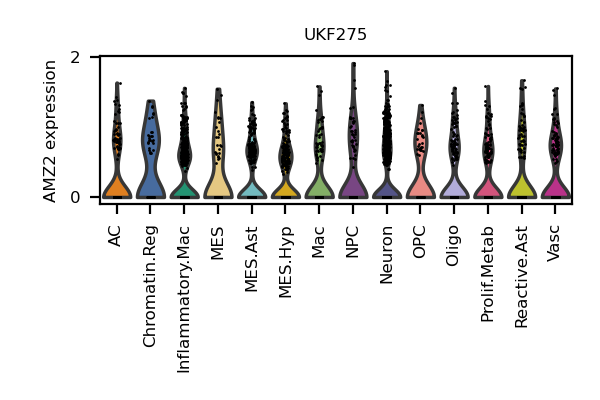 UKF275
AMZ2 expression
2
0
AC
Chromatin.Reg
Inflammatory.Mac
MES
MES.Ast
MES.Hyp
Mac
NPC
Neuron
OPC
Oligo
Prolif.Metab
Reactive.Ast
Vasc